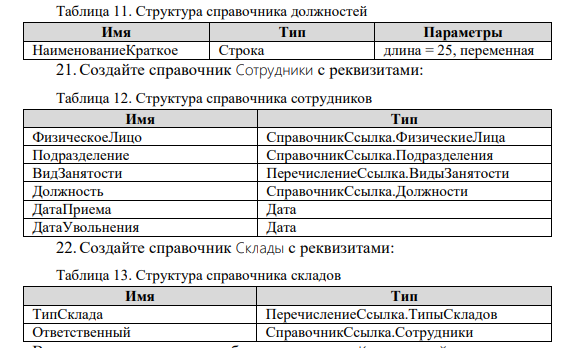 Таблица 11. Структура справочника должностей
Имя Тип Параметры
НаименованиеКраткое Строка длина = 25, переменная
21. Создайте справочник Сотрудники с реквизитами:
Таблица 12. Структура справочника сотрудников
Имя Тип
ФизическоеЛицо СправочникСсылка.ФизическиеЛица
Подразделение СправочникСсылка.Подразделения
ВидЗанятости ПеречислениеСсылка.ВидыЗанятости
Должность СправочникСсылка.Должности
ДатаПриема Дата
ДатаУвольнения Дата
22. Создайте справочник Склады с реквизитами:
Таблица 13. Структура справочника складов
Имя Тип
ТипСклада ПеречислениеСсылка.ТипыСкладов
Ответственный СправочникСсылка.Сотрудники